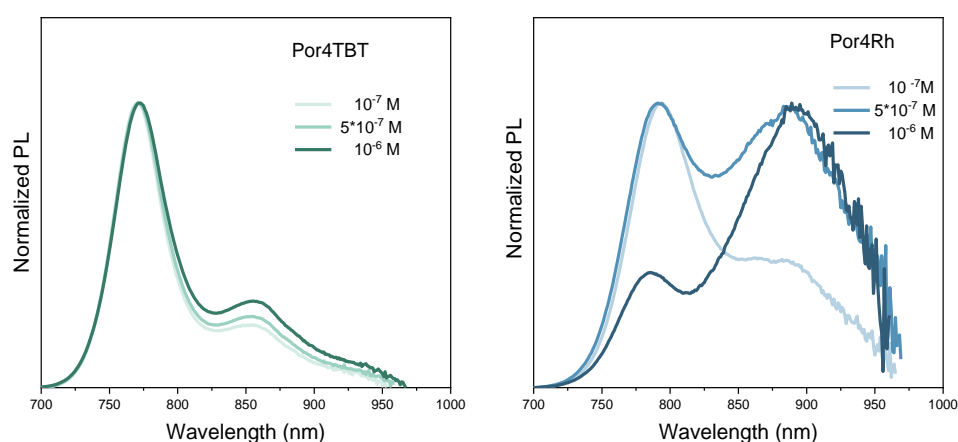 Por4TBT
10⁻⁷ M
5*10⁻⁷ M
10⁻⁶ M
Normalized PL
700 750 800 850 900 950 1000
Wavelength (nm)
Por4Rh
10 ⁻⁷M
5*10⁻⁷ M
10⁻⁶ M
Normalized PL
700 750 800 850 900 950 1000
Wavelength (nm)